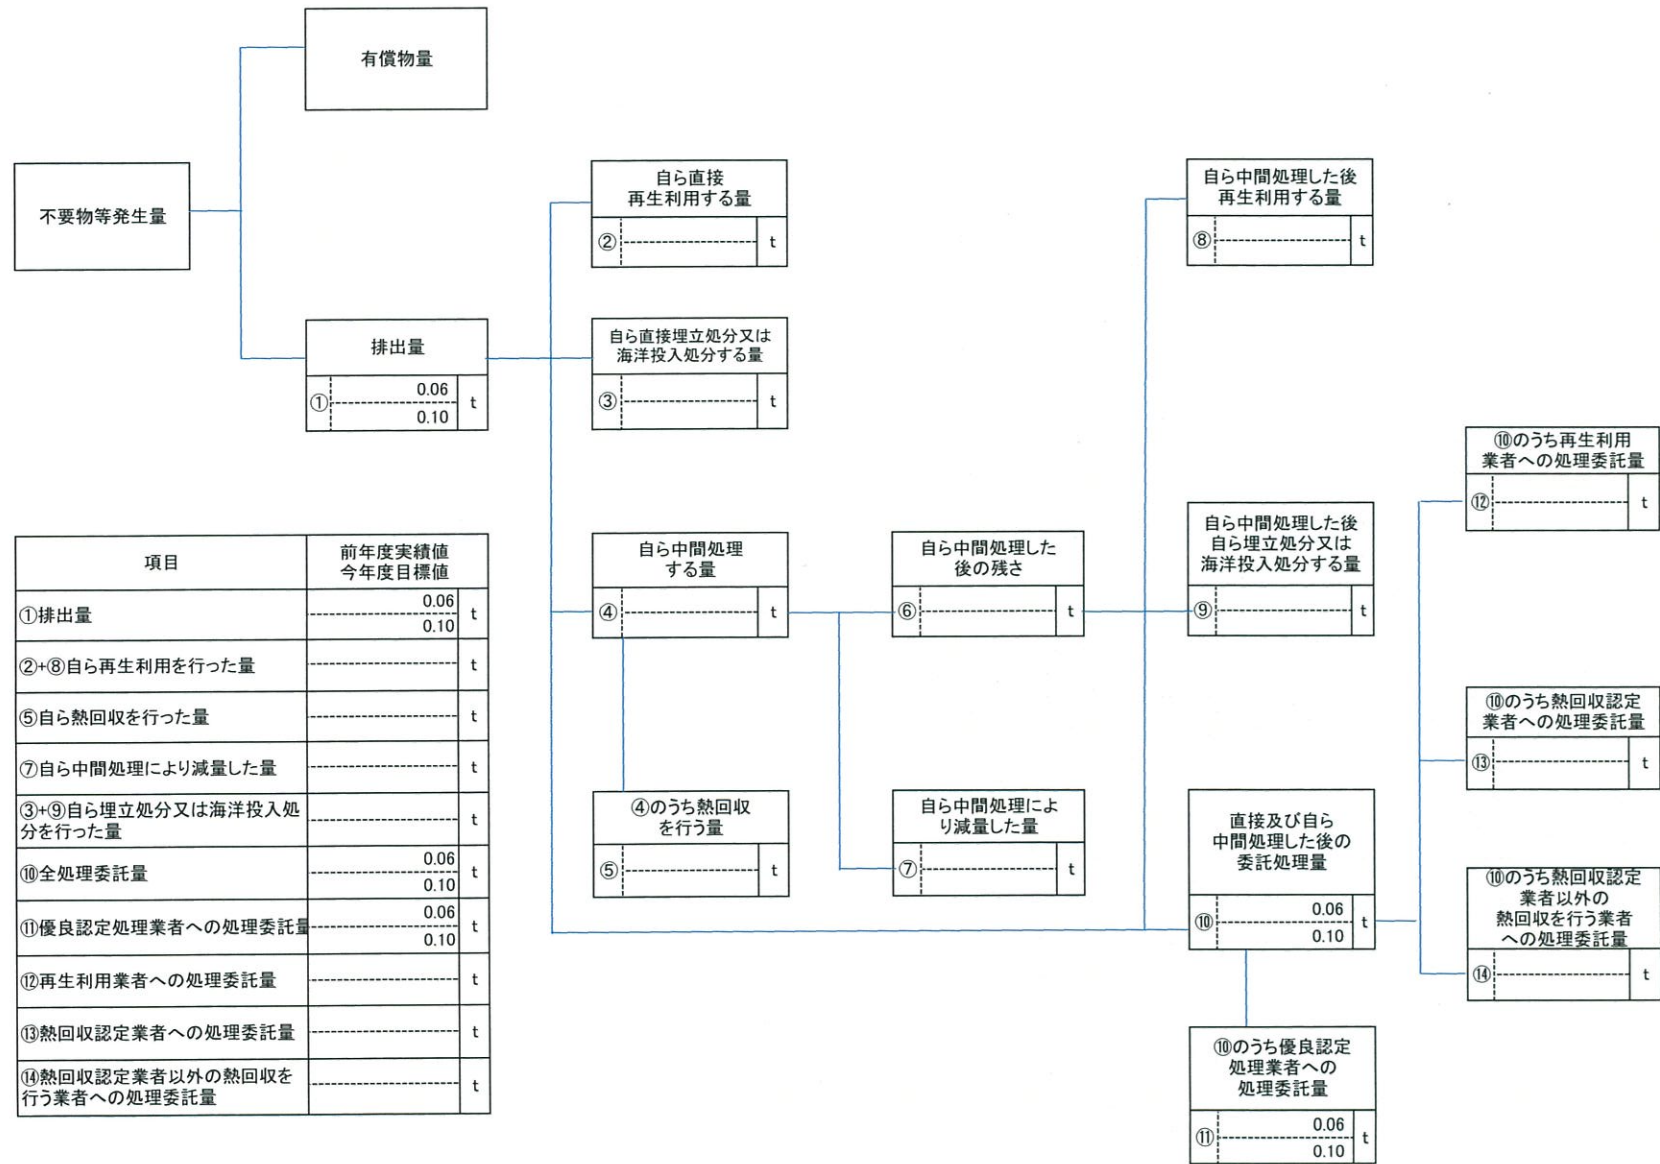 有償物量
不要物等発生量
排出量
①
0.06
0.10
t
自ら直接
再生利用する量
②
t
自ら直接埋立処分又は
海洋投入処分する量
③
t
自ら中間処理
する量
④
t
④のうち熱回収
を行う量
⑤
t
自ら中間処理した
後の残さ
⑥
t
自ら中間処理によ
り減量した量
⑦
t
自ら中間処理した後
再生利用する量
⑧
t
自ら中間処理した後
自ら埋立処分又は
海洋投入処分する量
⑨
t
直接及び自ら
中間処理した後の
委託処理量
⑩
0.06
0.10
t
⑩のうち優良認定
処理業者への
処理委託量
⑪
0.06
0.10
t
⑩のうち再生利用
業者への処理委託量
⑫
t
⑩のうち熱回収認定
業者への処理委託量
⑬
t
⑩のうち熱回収認定
業者以外の
熱回収を行う業者
への処理委託量
⑭
t
項目
前年度実績値
今年度目標値
①排出量
0.06
0.10
t
②+⑧自ら再生利用を行った量
t
⑤自ら熱回収を行った量
t
⑦自ら中間処理により減量した量
t
③+⑨自ら埋立処分又は海洋投入処
分を行った量
t
⑩全処理委託量
0.06
0.10
t
⑪優良認定処理業者への処理委託量
0.06
0.10
t
⑫再生利用業者への処理委託量
t
⑬熱回収認定業者への処理委託量
t
⑭熱回収認定業者以外の熱回収を
行う業者への処理委託量
t